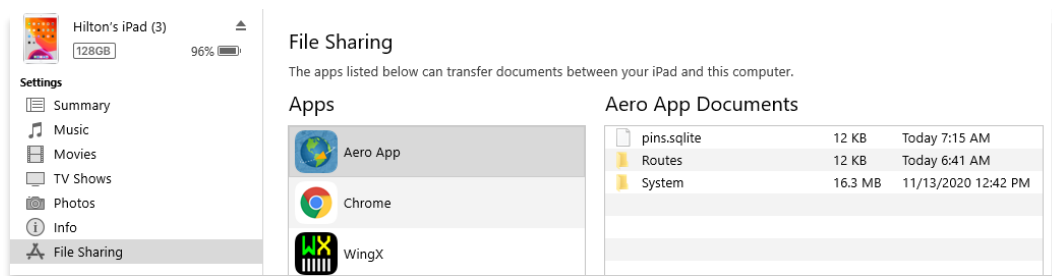 Hilton's iPad (3)
128GB
96%
Settings
Summary
Music
Movies
TV Shows
Photos
Info
File Sharing
File Sharing
The apps listed below can transfer documents between your iPad and this computer.
Apps
Aero App
Chrome
WX
WingX
Aero App Documents
pins.sqlite 12 KB Today 7:15 AM
Routes 12 KB Today 6:41 AM
System 16.3 MB 11/13/2020 12:42 PM